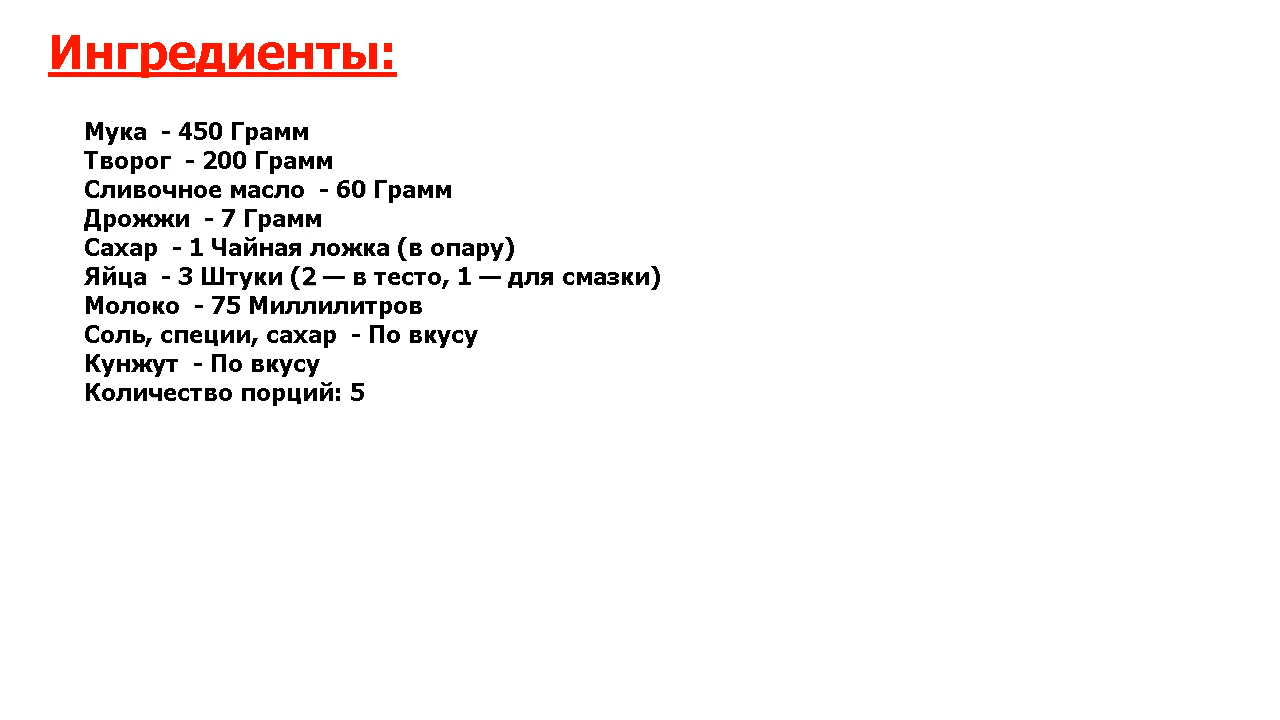 Ингредиенты:
Мука  - 450 Грамм
Творог  - 200 Грамм
Сливочное масло  - 60 Грамм
Дрожжи  - 7 Грамм
Сахар  - 1 Чайная ложка (в опару)
Яйца  - 3 Штуки (2 — в тесто, 1 — для смазки)
Молоко  - 75 Миллилитров
Соль, специи, сахар  - По вкусу
Кунжут  - По вкусу
Количество порций: 5